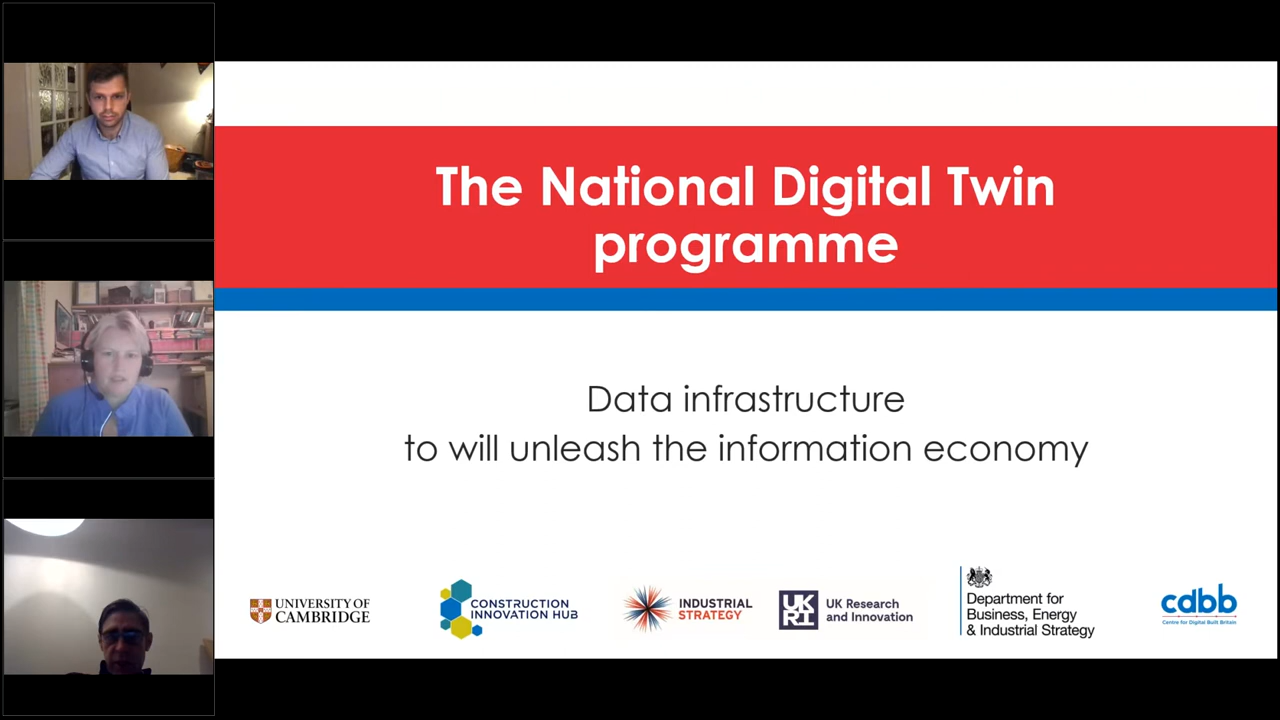 The National Digital Twin
programme
Data infrastructure
to will unleash the information economy
UNIVERSITY OF
CAMBRIDGE
CONSTRUCTION
INNOVATION HUB
INDUSTRIAL
STRATEGY
UK
RI
UK Research
and Innovation
Department for
Business, Energy
& Industrial Strategy
cdbb
Centre for Digital Built Britain